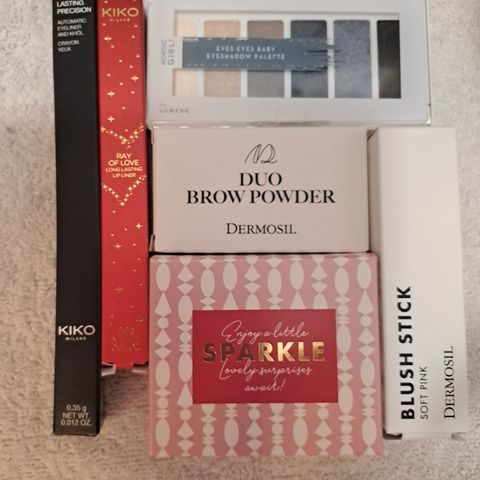 LASTING
PRECISION
AUTOMATIC
EYELINER
AND KHÔL
CRAYON
YEUX
KIKO
MILANO
0,35 g
NET WT.
0.012 OZ.
KIKO
MILANO
RAY
OF LOVE
LONG LASTING
LIP LINER
NORDIC
GIRL!
EYES EYES BABY
EYESHADOW PALETTE
LUMENE
DUO
BROW POWDER
DERMOSIL
Enjoy a little
SPARKLE
Lovely surprises
await!
BLUSH STICK
SOFT PINK
DERMOSIL